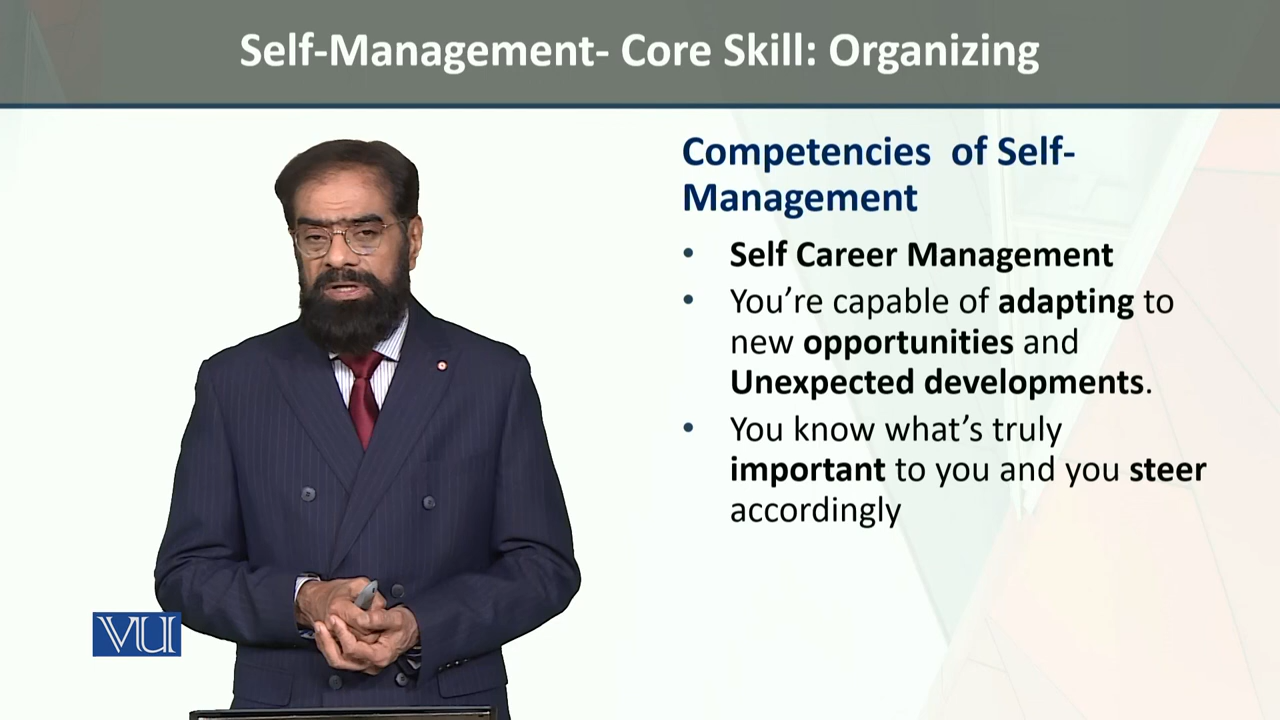 Self-Management- Core Skill: Organizing
Competencies of Self-
Management
• Self Career Management
• You're capable of adapting to
new opportunities and
Unexpected developments.
• You know what's truly
important to you and you steer
accordingly
VU